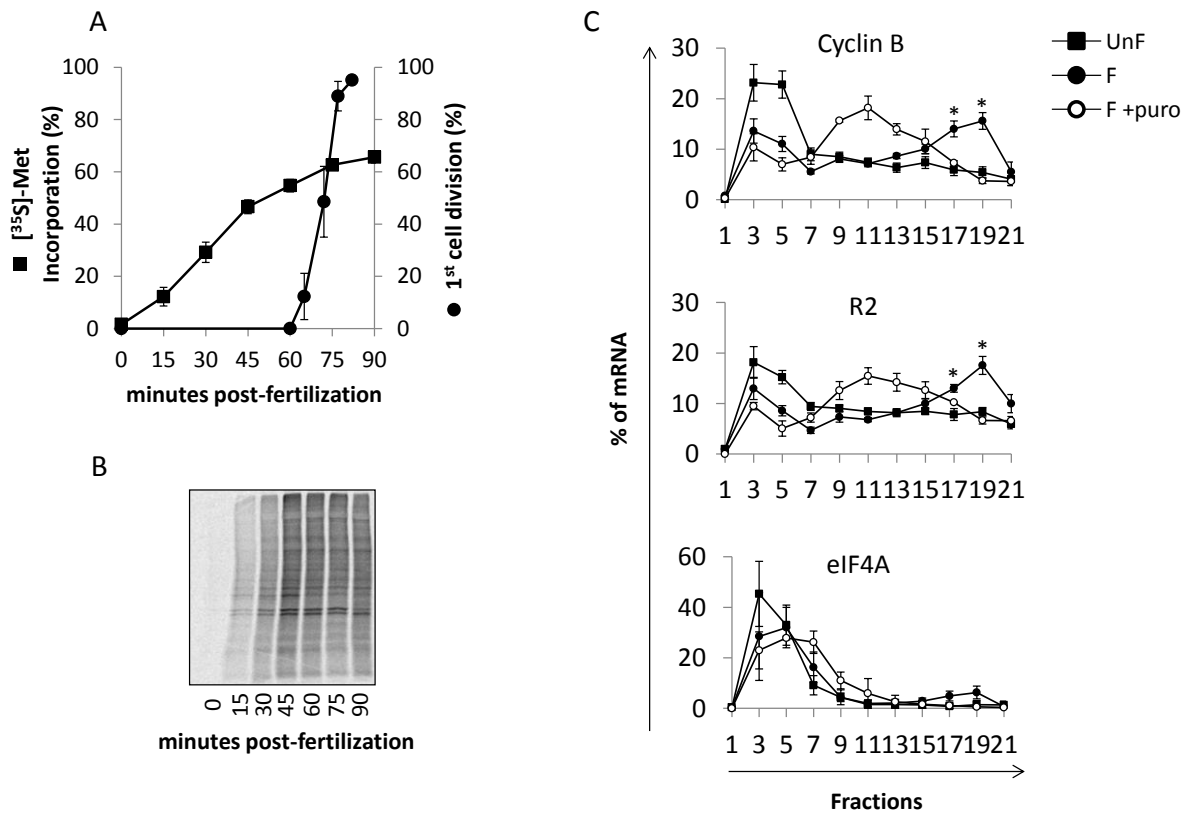 A
[³⁵S]-Met
Incorporation (%)
100
80
60
40
20
0
100
80
60
40
20
0
1st cell division (%)
0 15 30 45 60 75 90
minutes post-fertilization
B
0 15 30 45 60 75 90
minutes post-fertilization
C
UnF
F
F +puro
% of mRNA
Cyclin B
30
20
10
0
* *
1 3 5 7 9 11 13 15 17 19 21
R2
30
20
10
0
* *
1 3 5 7 9 11 13 15 17 19 21
eIF4A
60
40
20
0
1 3 5 7 9 11 13 15 17 19 21
Fractions